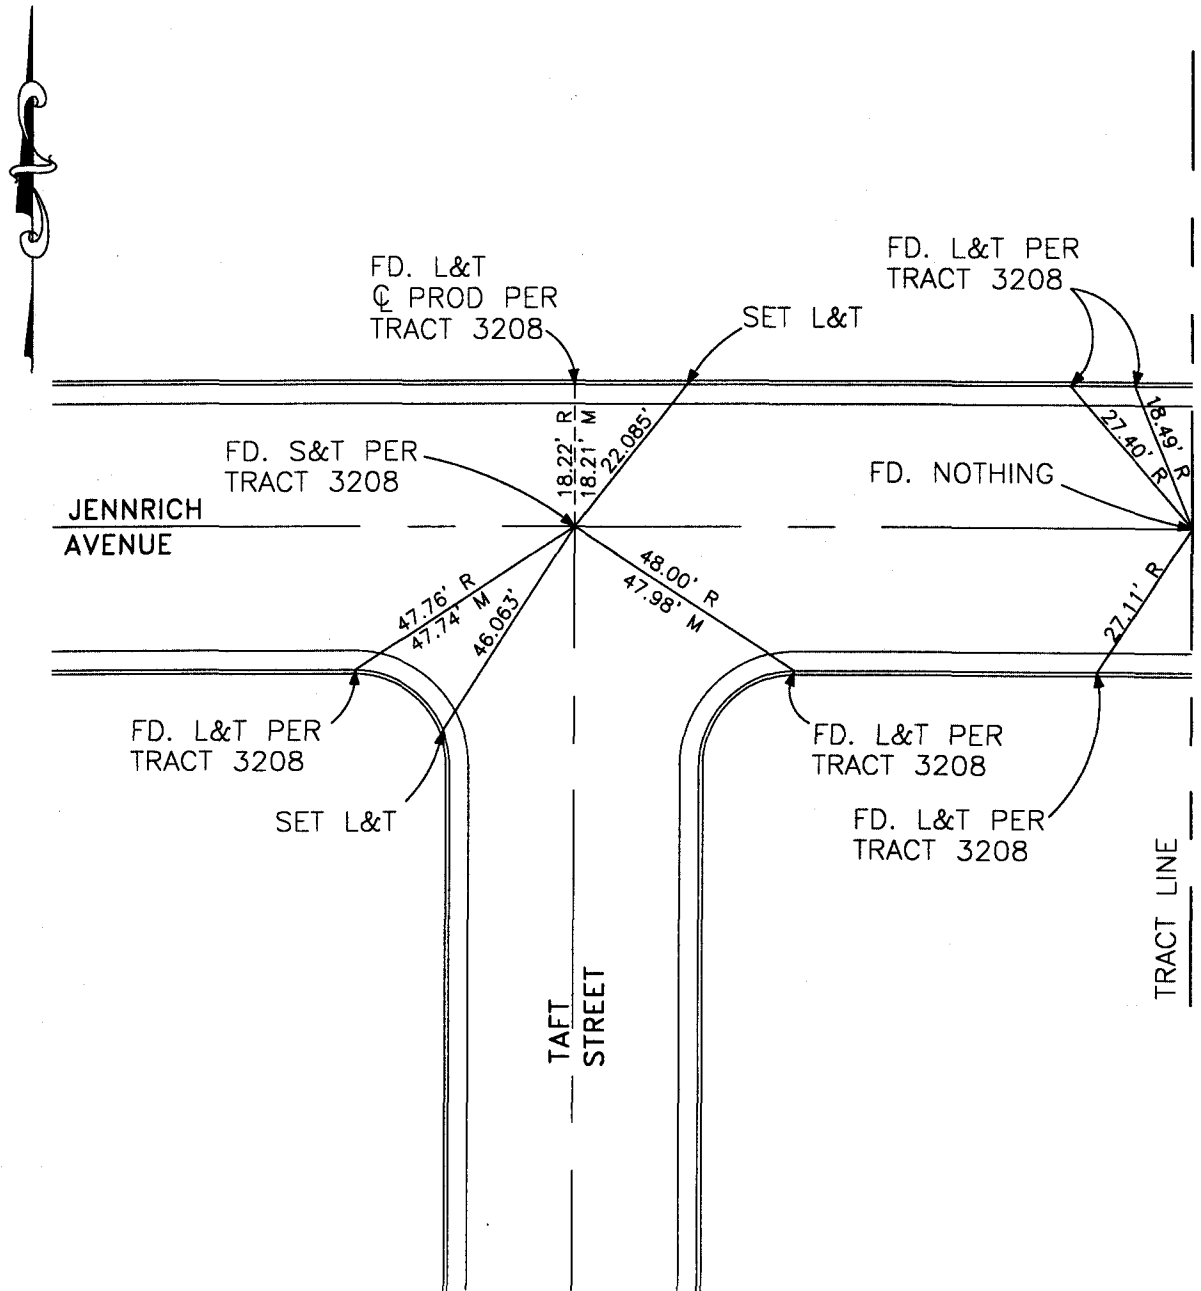 FD. L&T
℄ PROD PER
TRACT 3208
SET L&T
FD. L&T PER
TRACT 3208
18.22' R
18.21' M
22.085'
18.49' R
27.40' R
FD. S&T PER
TRACT 3208
FD. NOTHING
JENNRICH
AVENUE
47.76' R
47.74' M
46.063'
48.00' R
47.98' M
27.11' R
FD. L&T PER
TRACT 3208
SET L&T
FD. L&T PER
TRACT 3208
FD. L&T PER
TRACT 3208
TRACT LINE
TAFT
STREET